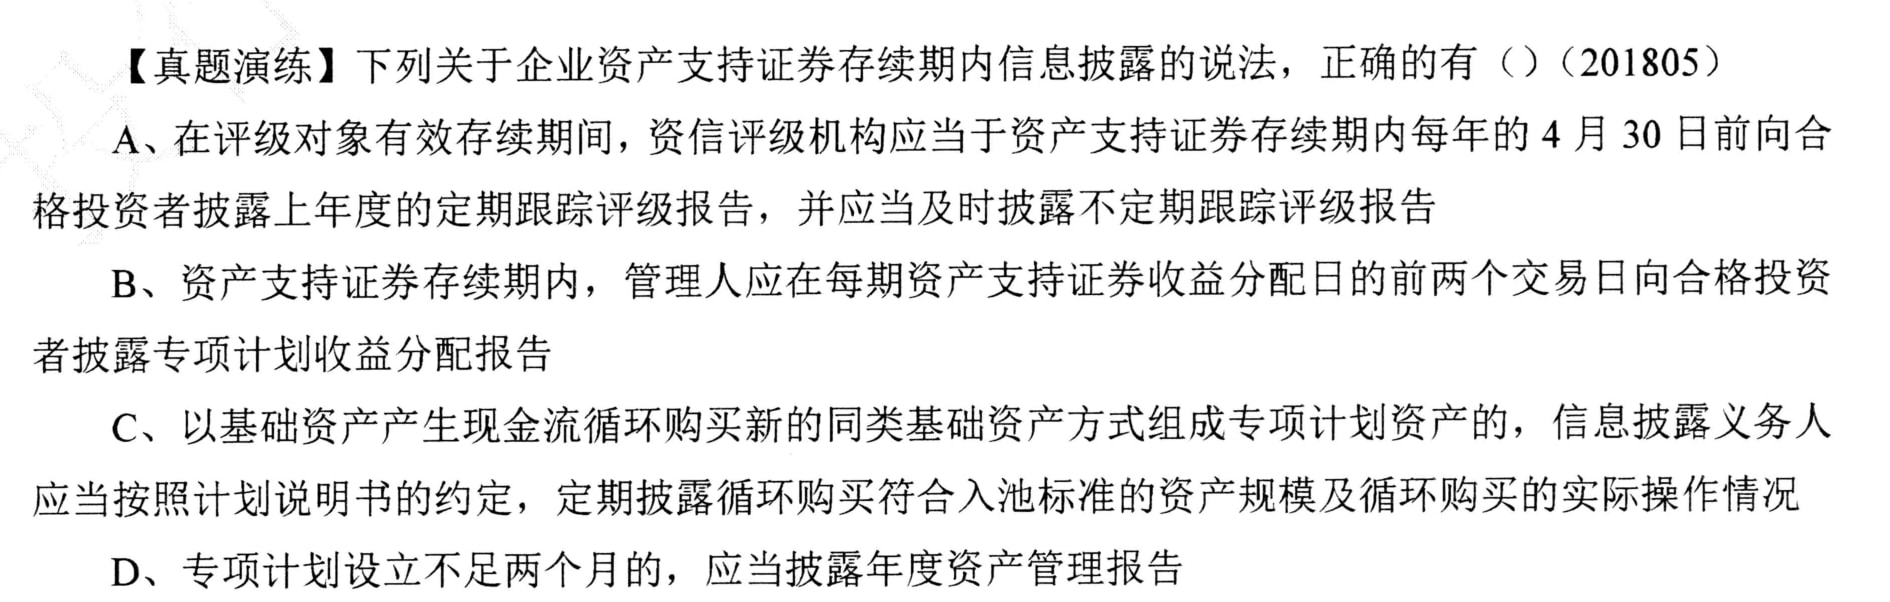 【真题演练】下列关于企业资产支持证券存续期内信息披露的说法，正确的有（）（201805）
A、在评级对象有效存续期间，资信评级机构应当于资产支持证券存续期内每年的 4 月 30 日前向合
格投资者披露上年度的定期跟踪评级报告，并应当及时披露不定期跟踪评级报告
B、资产支持证券存续期内，管理人应在每期资产支持证券收益分配日的前两个交易日向合格投资
者披露专项计划收益分配报告
C、以基础资产产生现金流循环购买新的同类基础资产方式组成专项计划资产的，信息披露义务人
应当按照计划说明书的约定，定期披露循环购买符合入池标准的资产规模及循环购买的实际操作情况
D、专项计划设立不足两个月的，应当披露年度资产管理报告